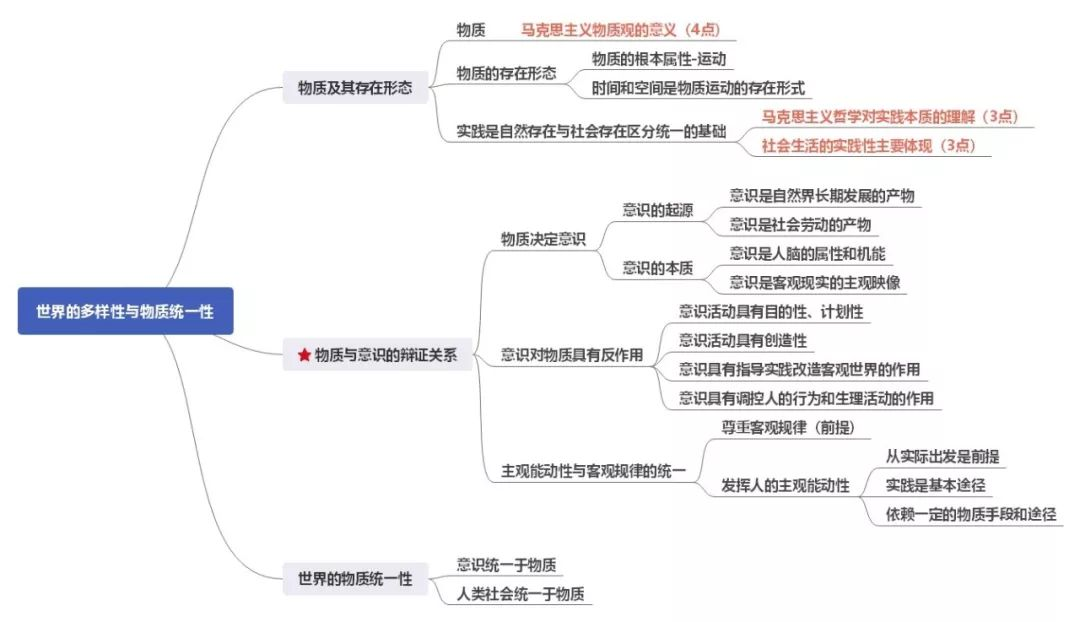 世界的多样性与物质统一性
物质及其存在形态
物质
马克思主义物质观的意义（4点）
物质的存在形态
物质的根本属性-运动
时间和空间是物质运动的存在形式
实践是自然存在与社会存在区分统一的基础
马克思主义哲学对实践本质的理解（3点）
社会生活的实践性主要体现（3点）
物质与意识的辩证关系
物质决定意识
意识的起源
意识是自然界长期发展的产物
意识是社会劳动的产物
意识的本质
意识是人脑的属性和机能
意识是客观现实的主观映像
意识对物质具有反作用
意识活动具有目的性、计划性
意识活动具有创造性
意识具有指导实践改造客观世界的作用
意识具有调控人的行为和生理活动的作用
主观能动性与客观规律的统一
尊重客观规律（前提）
发挥人的主观能动性
从实际出发是前提
实践是基本途径
依赖一定的物质手段和途径
世界的物质统一性
意识统一于物质
人类社会统一于物质